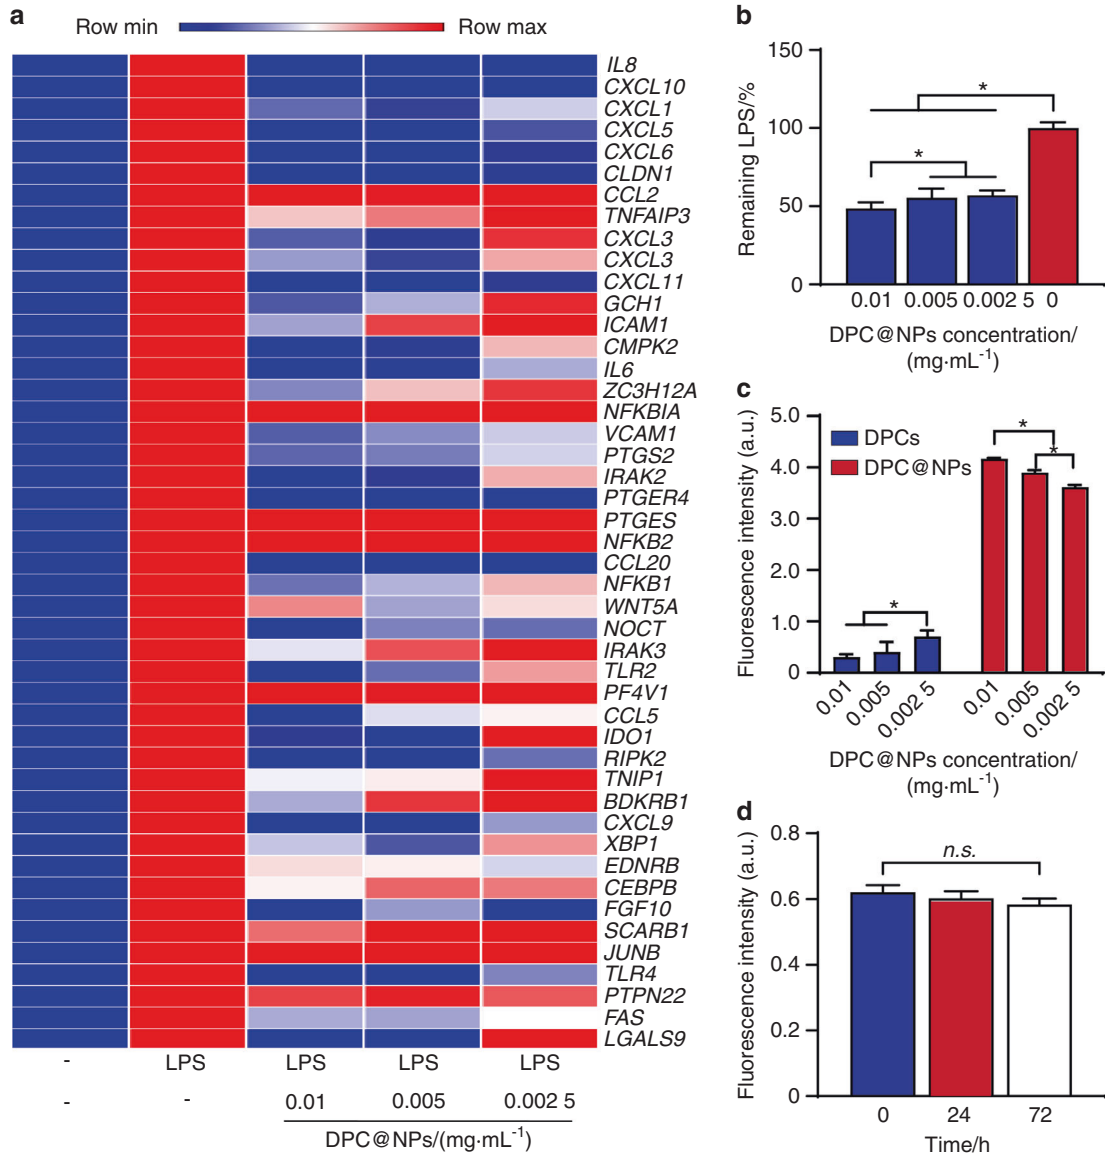 a
Row min
Row max
IL8
CXCL10
CXCL1
CXCL5
CXCL6
CLDN1
CCL2
TNFAIP3
CXCL3
CXCL3
CXCL11
GCH1
ICAM1
CMPK2
IL6
ZC3H12A
NFKBIA
VCAM1
PTGS2
IRAK2
PTGER4
PTGES
NFKB2
CCL20
NFKB1
WNT5A
NOCT
IRAK3
TLR2
PF4V1
CCL5
IDO1
RIPK2
TNIP1
BDKRB1
CXCL9
XBP1
EDNRB
CEBPB
FGF10
SCARB1
JUNB
TLR4
PTPN22
FAS
LGALS9
- LPS LPS LPS LPS
- - 0.01 0.005 0.002 5
DPC@NPs/(mg·mL⁻¹)
b
Remaining LPS/%
150
100
50
0
*
*
0.01 0.005 0.002 5 0
DPC@NPs concentration/
(mg·mL⁻¹)
c
Fluorescence intensity (a.u.)
5.0
4.0
3.0
2.0
1.0
0
DPCs
DPC@NPs
*
*
*
0.01 0.005 0.002 5 0.01 0.005 0.002 5
DPC@NPs concentration/
(mg·mL⁻¹)
d
Fluorescence intensity (a.u.)
0.8
0.6
0.4
0.2
0
n.s.
0 24 72
Time/h